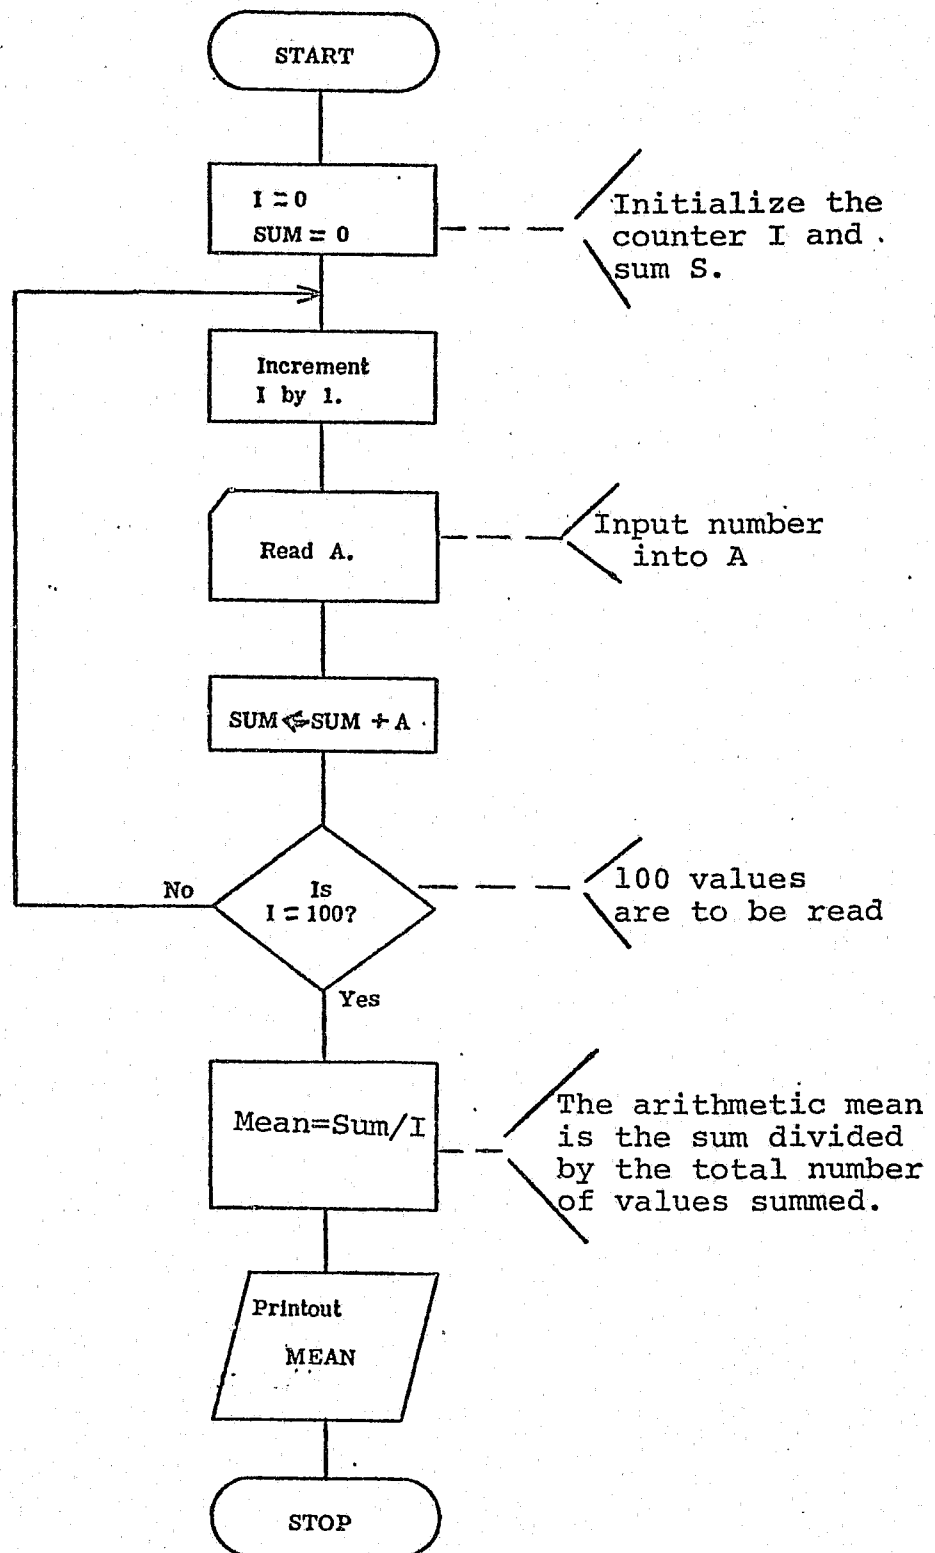 START
I = 0
SUM = 0
Initialize the
counter I and
sum S.
Increment
I by 1.
Read A.
Input number
into A
SUM ⇐ SUM + A
No
Is
I = 100?
100 values
are to be read
Yes
Mean=Sum/I
The arithmetic mean
is the sum divided
by the total number
of values summed.
Printout
MEAN
STOP